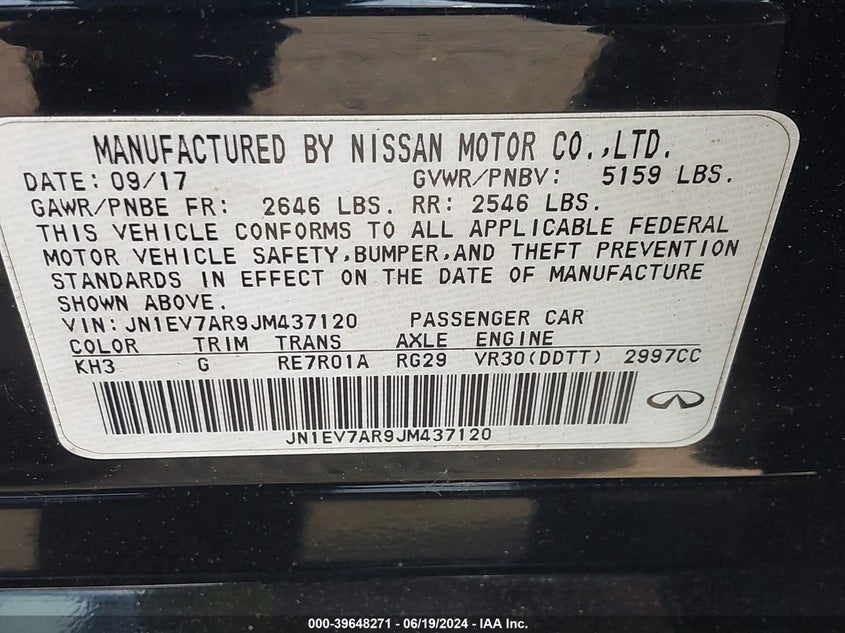 MANUFACTURED BY NISSAN MOTOR CO.,LTD.
DATE: 09/17 GVWR/PNBV: 5159 LBS.
GAWR/PNBE FR: 2646 LBS. RR: 2546 LBS.
THIS VEHICLE CONFORMS TO ALL APPLICABLE FEDERAL
MOTOR VEHICLE SAFETY,BUMPER,AND THEFT PREVENTION
STANDARDS IN EFFECT ON THE DATE OF MANUFACTURE
SHOWN ABOVE.
VIN: JN1EV7AR9JM437120 PASSENGER CAR
COLOR TRIM TRANS AXLE ENGINE
KH3 G RE7R01A RG29 VR30(DDTT) 2997CC
JN1EV7AR9JM437120
000-39648271 - 06/19/2024 - IAA Inc.